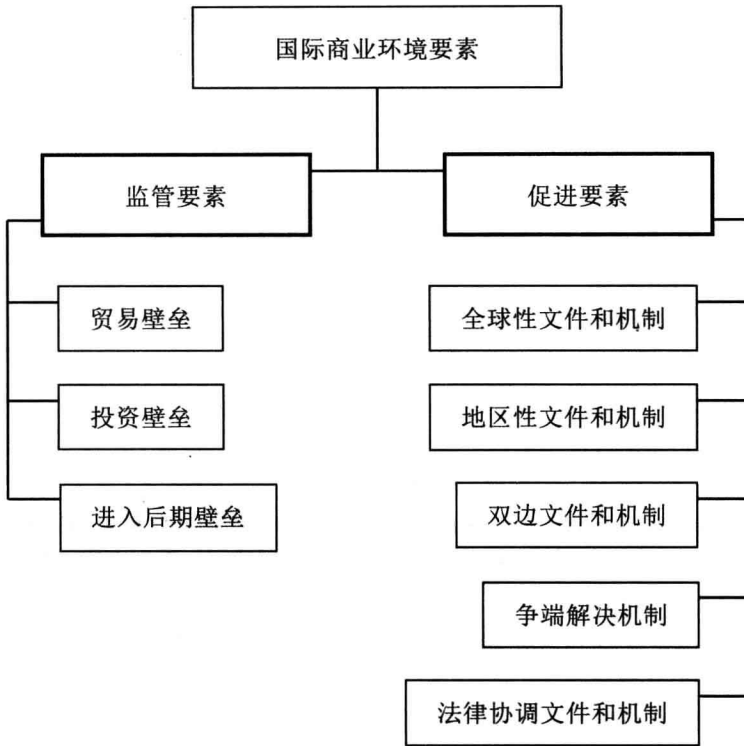 国际商业环境要素
监管要素
促进要素
贸易壁垒
全球性文件和机制
投资壁垒
地区性文件和机制
进入后期壁垒
双边文件和机制
争端解决机制
法律协调文件和机制